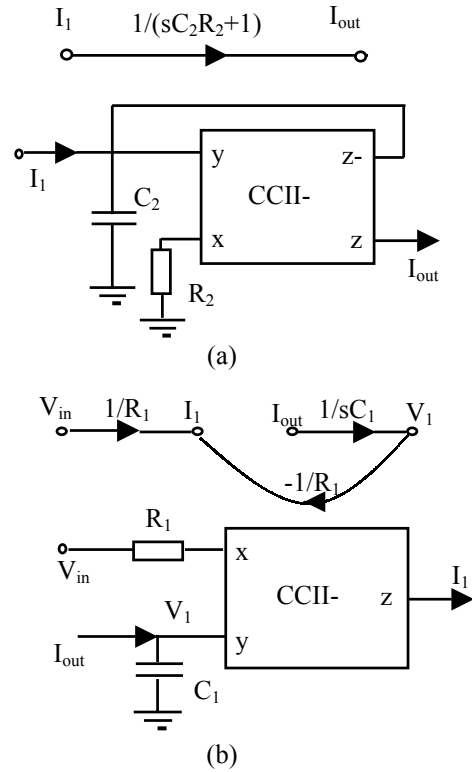 I₁ 1/(sC₂R₂+1) Iout
y z-
I₁ CCII-
C₂
x z
R₂ Iout
(a)
Vin 1/R₁ I₁ Iout 1/sC₁ V₁
-1/R₁
R₁
x
Vin
V₁ CCII- z I₁
Iout y
C₁
(b)